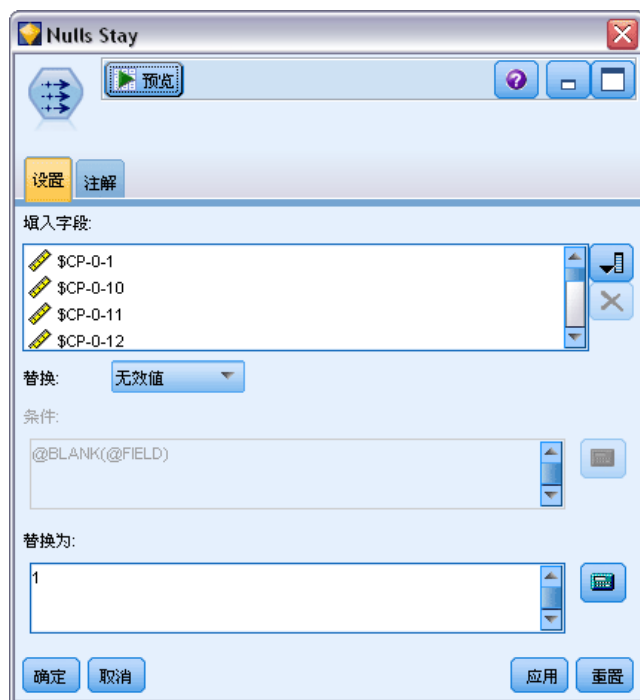 Nulls Stay
预览
设置 注解
填入字段:
$CP-0-1
$CP-0-10
$CP-0-11
$CP-0-12
替换: 无效值
条件:
@BLANK(@FIELD)
替换为:
1
确定 取消 应用 重置